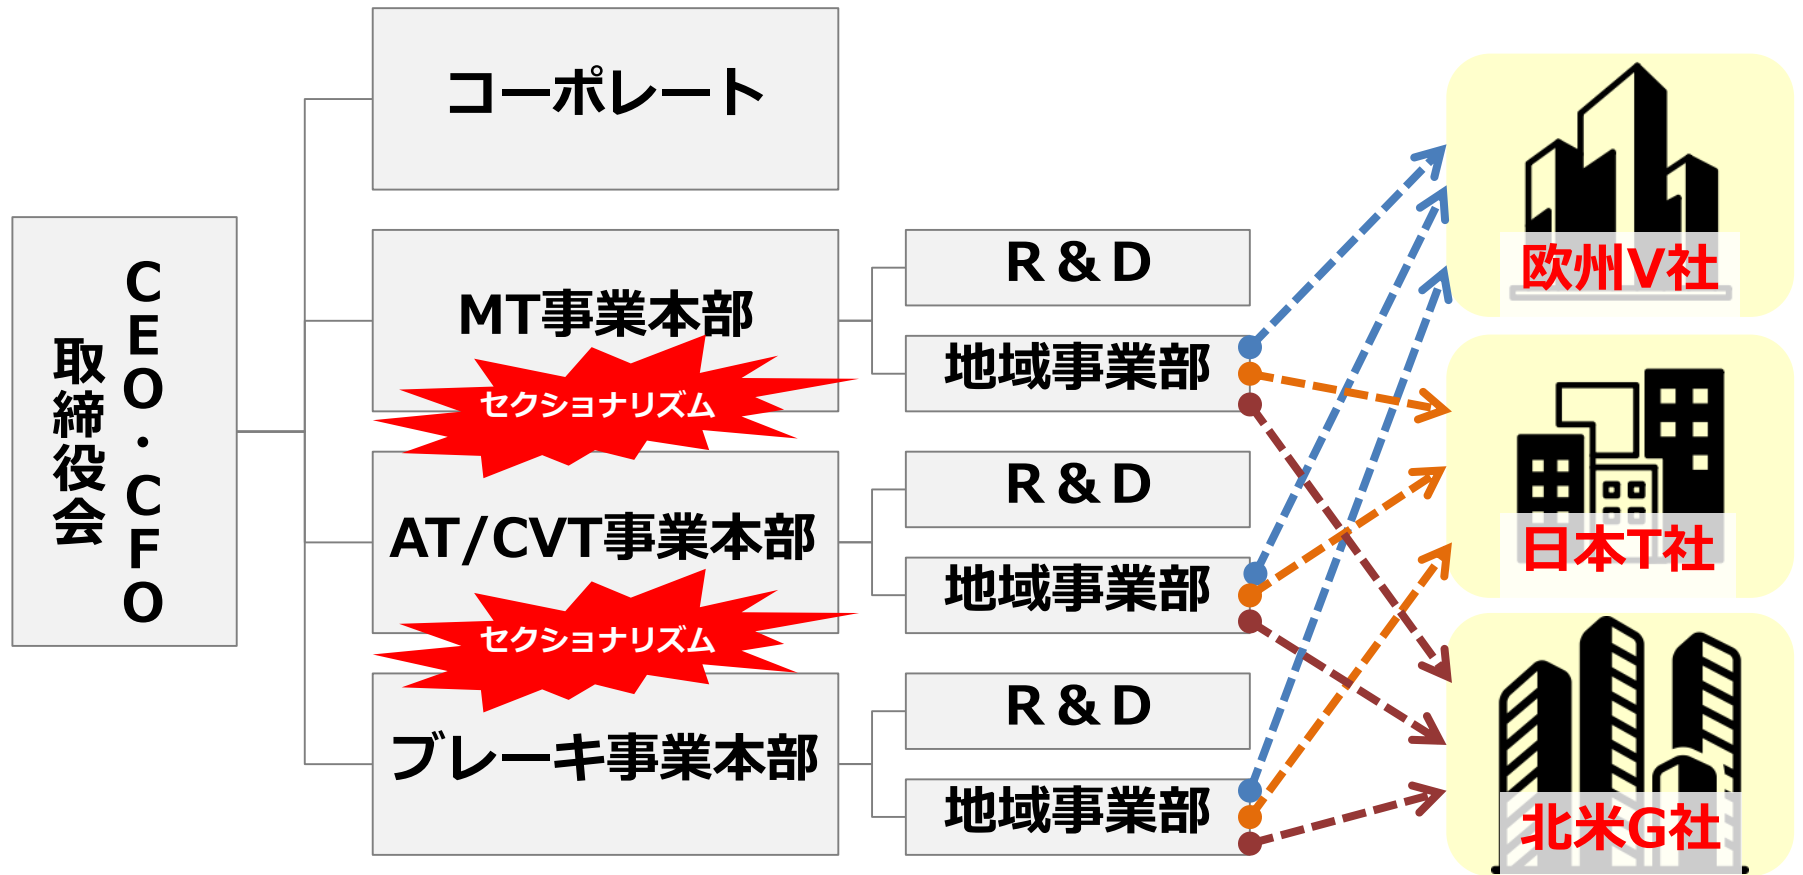 CEO・CFO
取締役会
コーポレート
MT事業本部
セクショナリズム
AT/CVT事業本部
セクショナリズム
ブレーキ事業本部
R&D
地域事業部
R&D
地域事業部
R&D
地域事業部
欧州V社
日本T社
北米G社